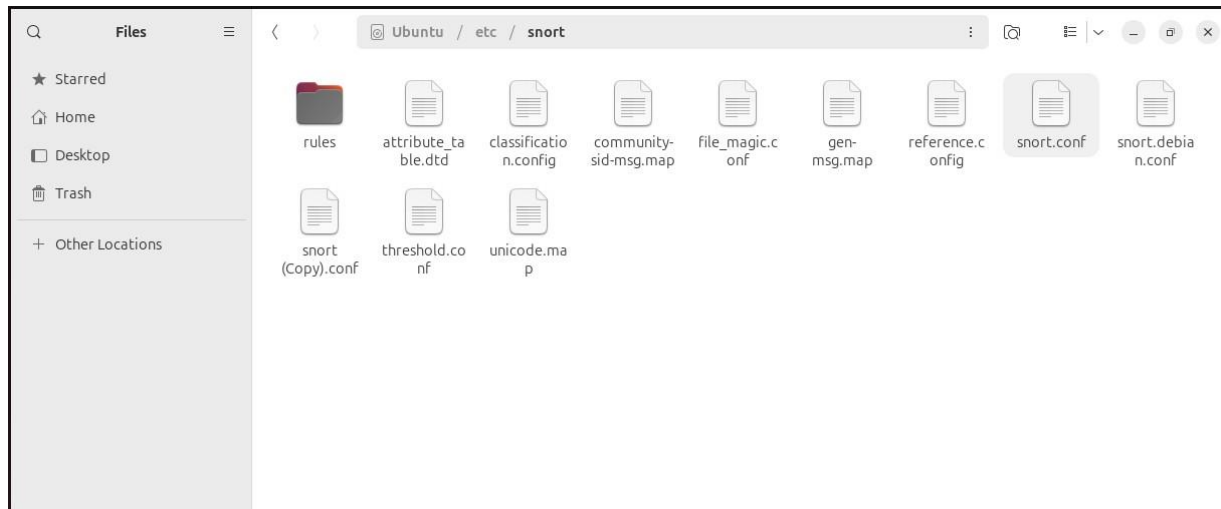 Files
Ubuntu / etc / snort
Starred
Home
Desktop
Trash
+ Other Locations
rules
attribute_ta
ble.dtd
classificatio
n.config
community-
sid-msg.map
file_magic.c
onf
gen-
msg.map
reference.c
onfig
snort.conf
snort.debia
n.conf
snort
(Copy).conf
threshold.co
nf
unicode.ma
p